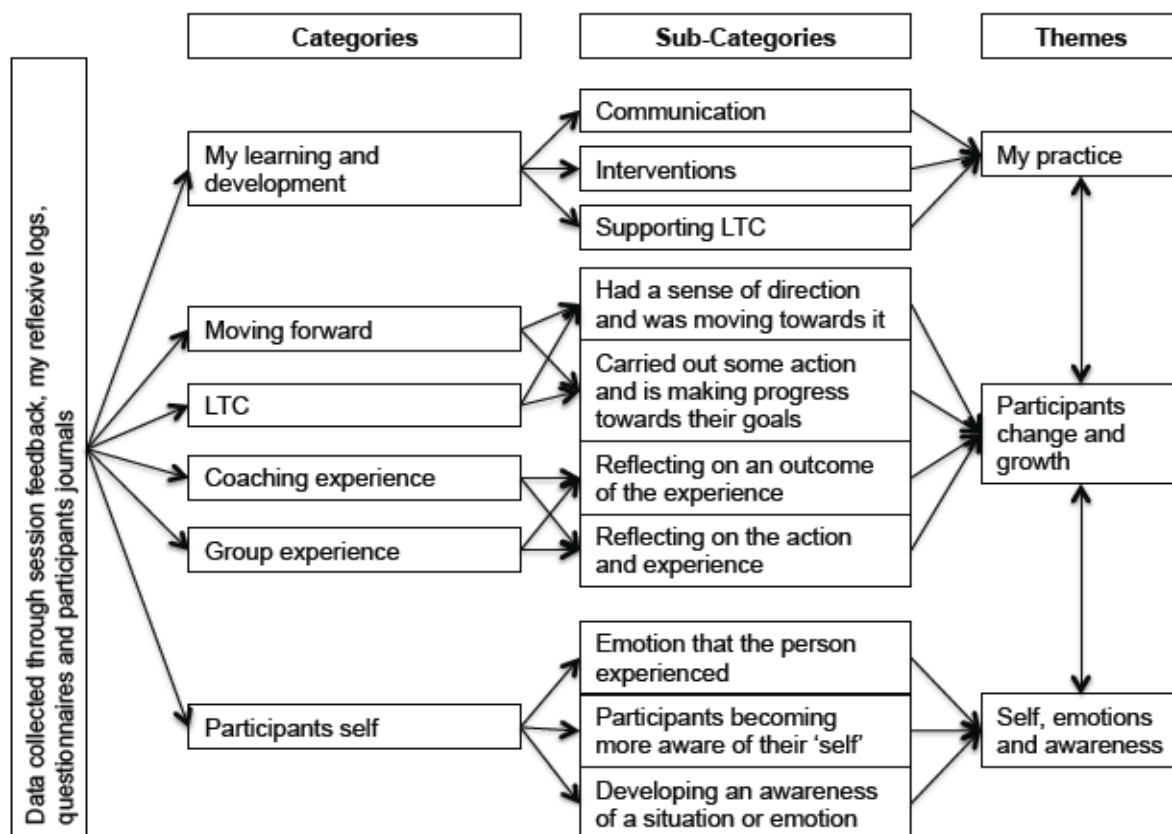 Categories
Sub-Categories
Themes
Data collected through session feedback, my reflexive logs,
questionnaires and participants journals
My learning and
development
Moving forward
LTC
Coaching experience
Group experience
Participants self
Communication
Interventions
Supporting LTC
Had a sense of direction
and was moving towards it
Carried out some action
and is making progress
towards their goals
Reflecting on an outcome
of the experience
Reflecting on the action
and experience
Emotion that the person
experienced
Participants becoming
more aware of their ‘self’
Developing an awareness
of a situation or emotion
My practice
Participants
change and
growth
Self, emotions
and awareness